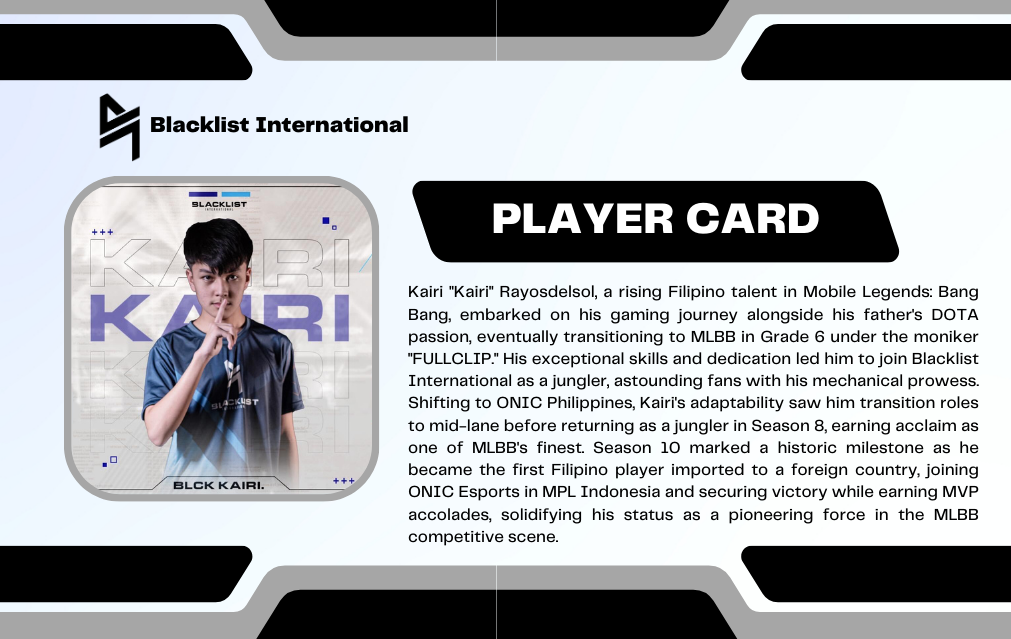 Blacklist International
BLACKLIST
INTERNATIONAL
KAIRI
KAIRI
KAIRI
KAIRI
BLACKLIST
BLCK KAIRI.
PLAYER CARD
Kairi "Kairi" Rayosdelsol, a rising Filipino talent in Mobile Legends: Bang
Bang, embarked on his gaming journey alongside his father's DOTA
passion, eventually transitioning to MLBB in Grade 6 under the moniker
"FULLCLIP." His exceptional skills and dedication led him to join Blacklist
International as a jungler, astounding fans with his mechanical prowess.
Shifting to ONIC Philippines, Kairi's adaptability saw him transition roles
to mid-lane before returning as a jungler in Season 8, earning acclaim as
one of MLBB's finest. Season 10 marked a historic milestone as he
became the first Filipino player imported to a foreign country, joining
ONIC Esports in MPL Indonesia and securing victory while earning MVP
accolades, solidifying his status as a pioneering force in the MLBB
competitive scene.